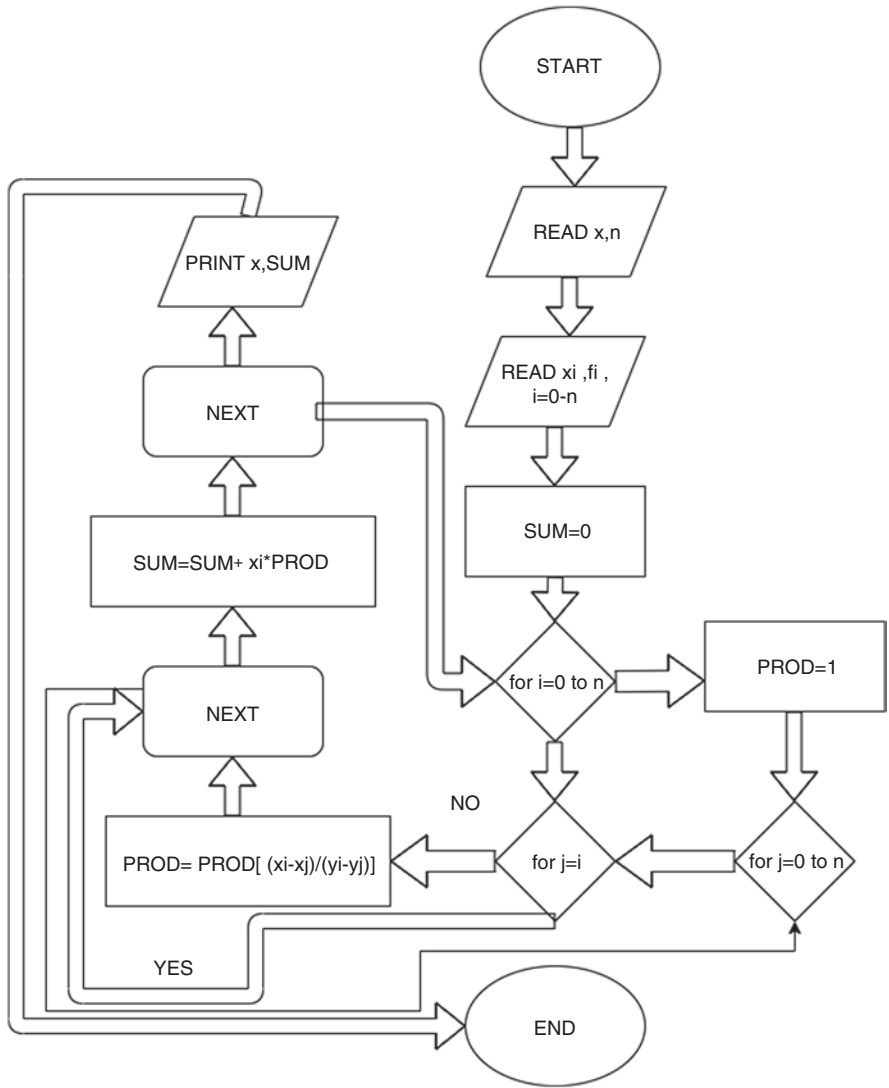 START
READ x,n
READ xi ,fi ,
i=0-n
SUM=0
for i=0 to n
PROD=1
for j=0 to n
for j=i
NO
PROD= PROD[ (xi-xj)/(yi-yj)]
YES
NEXT
SUM=SUM+ xi*PROD
NEXT
PRINT x,SUM
END